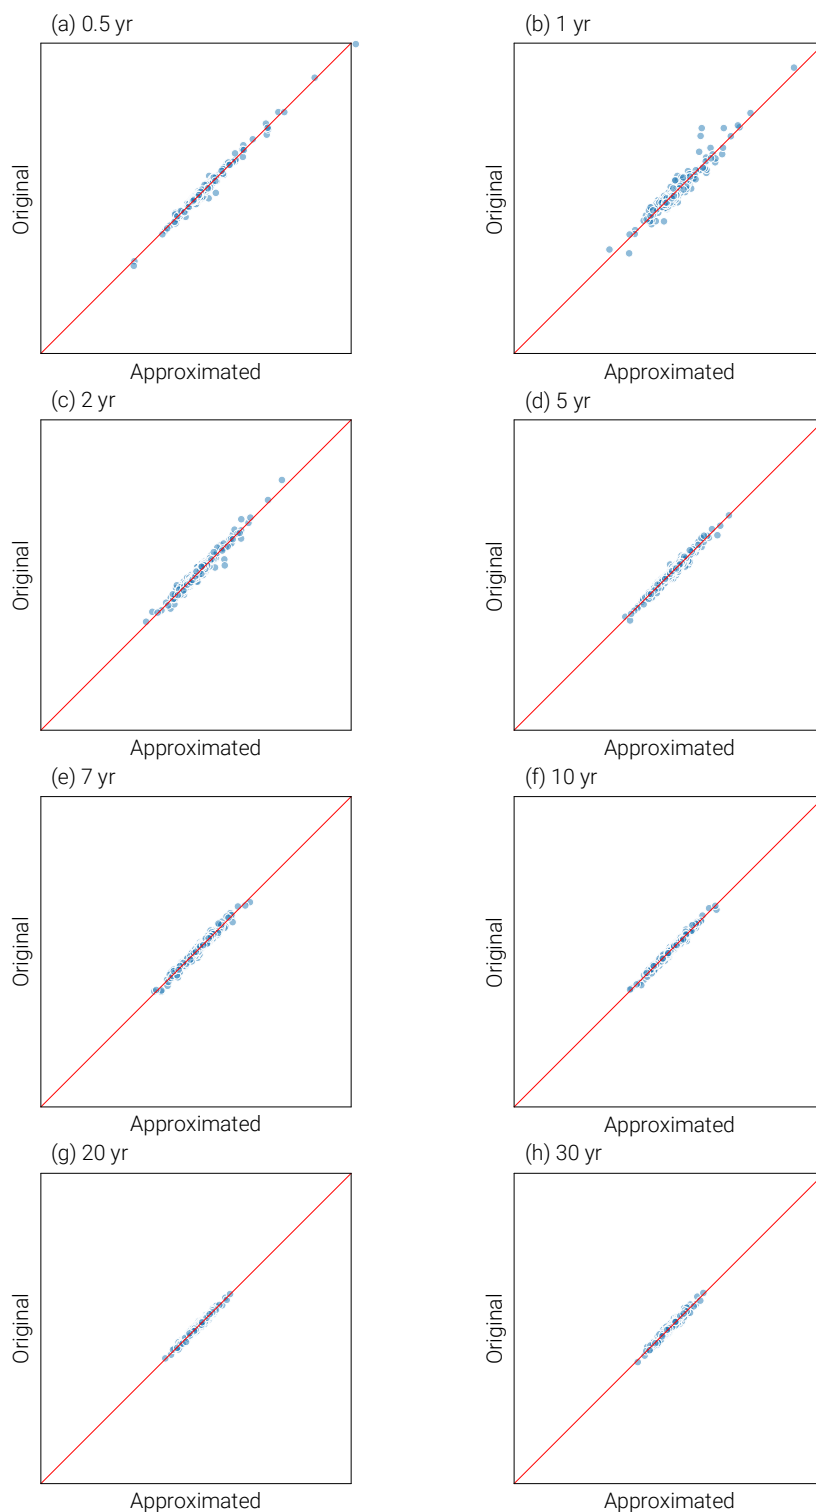 (a) 0.5 yr
Original
Approximated
(b) 1 yr
Original
Approximated
(c) 2 yr
Original
Approximated
(d) 5 yr
Original
Approximated
(e) 7 yr
Original
Approximated
(f) 10 yr
Original
Approximated
(g) 20 yr
Original
Approximated
(h) 30 yr
Original
Approximated